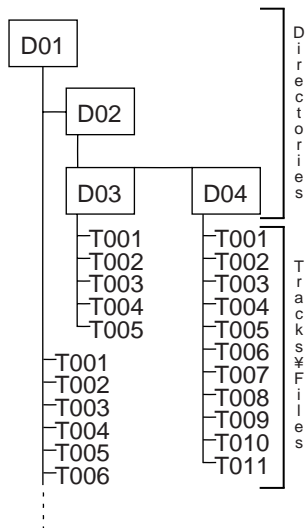 D01
D02
D03
D04
T001
T002
T003
T004
T005
T001
T002
T003
T004
T005
T006
T007
T008
T009
T010
T011
T001
T002
T003
T004
T005
T006
Directories
Tracks¥Files